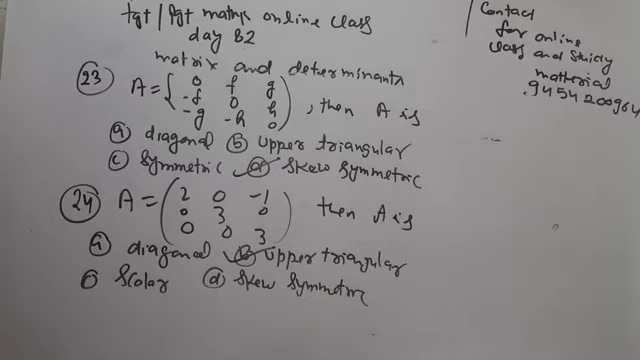 tgt / Pgt maths online class
day 82
matrix and determinants
Contact
for online
class and study
matterial
.9454200964
23 A = ( 0 f g
-f 0 h
-g -h 0 ) , then A is
a diagonal b Upper triangular
c Symmetric d Skew Symmetric
24 A = ( 2 0 -1
0 3 0
0 0 3 ) then A is
a diagonal b Upper triangular
c Scalar d Skew Symmetric